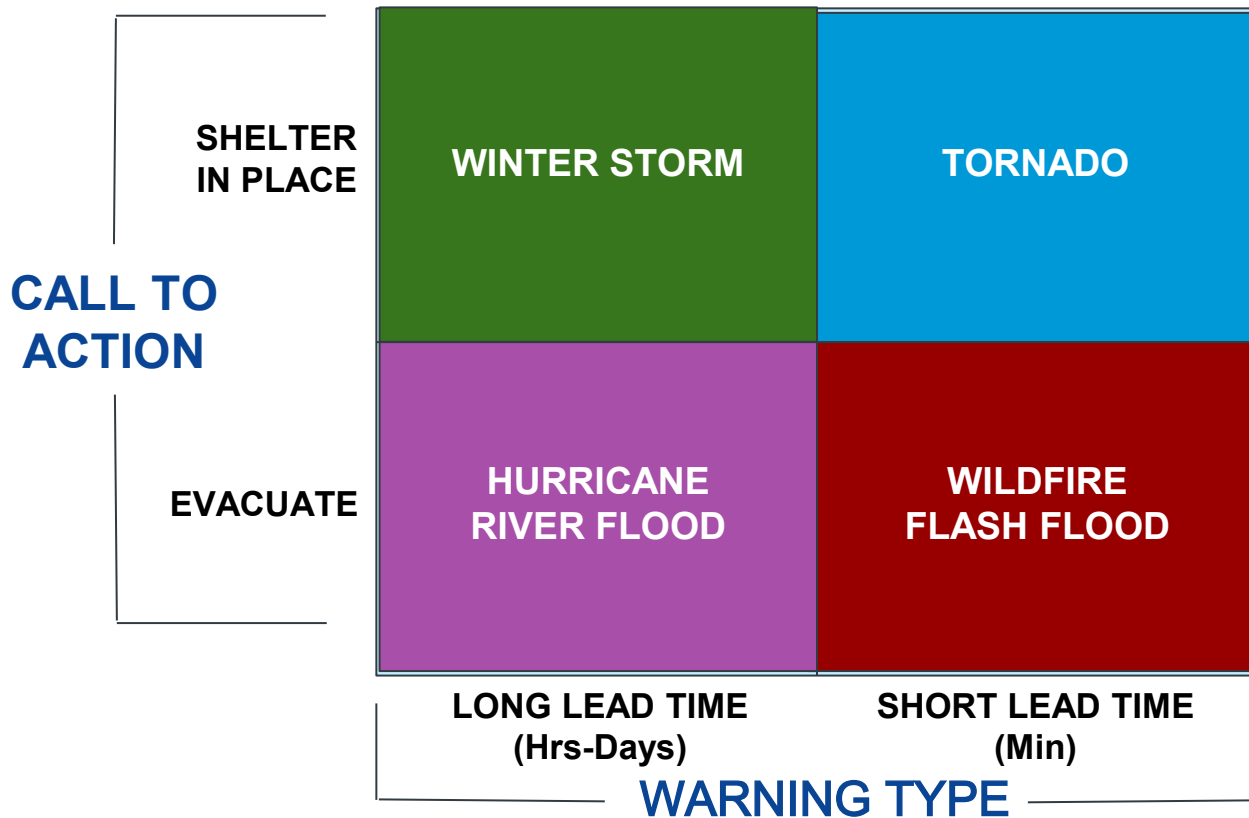 SHELTER
IN PLACE
WINTER STORM
TORNADO
CALL TO
ACTION
EVACUATE
HURRICANE
RIVER FLOOD
WILDFIRE
FLASH FLOOD
LONG LEAD TIME
(Hrs-Days)
SHORT LEAD TIME
(Min)
WARNING TYPE